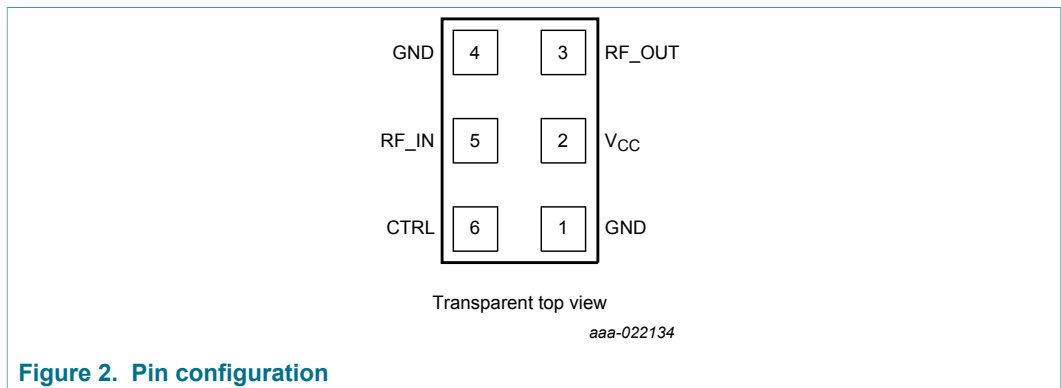 GND 4 3 RF_OUT
RF_IN 5 2 VCC
CTRL 6 1 GND
Transparent top view
aaa-022134
Figure 2. Pin configuration